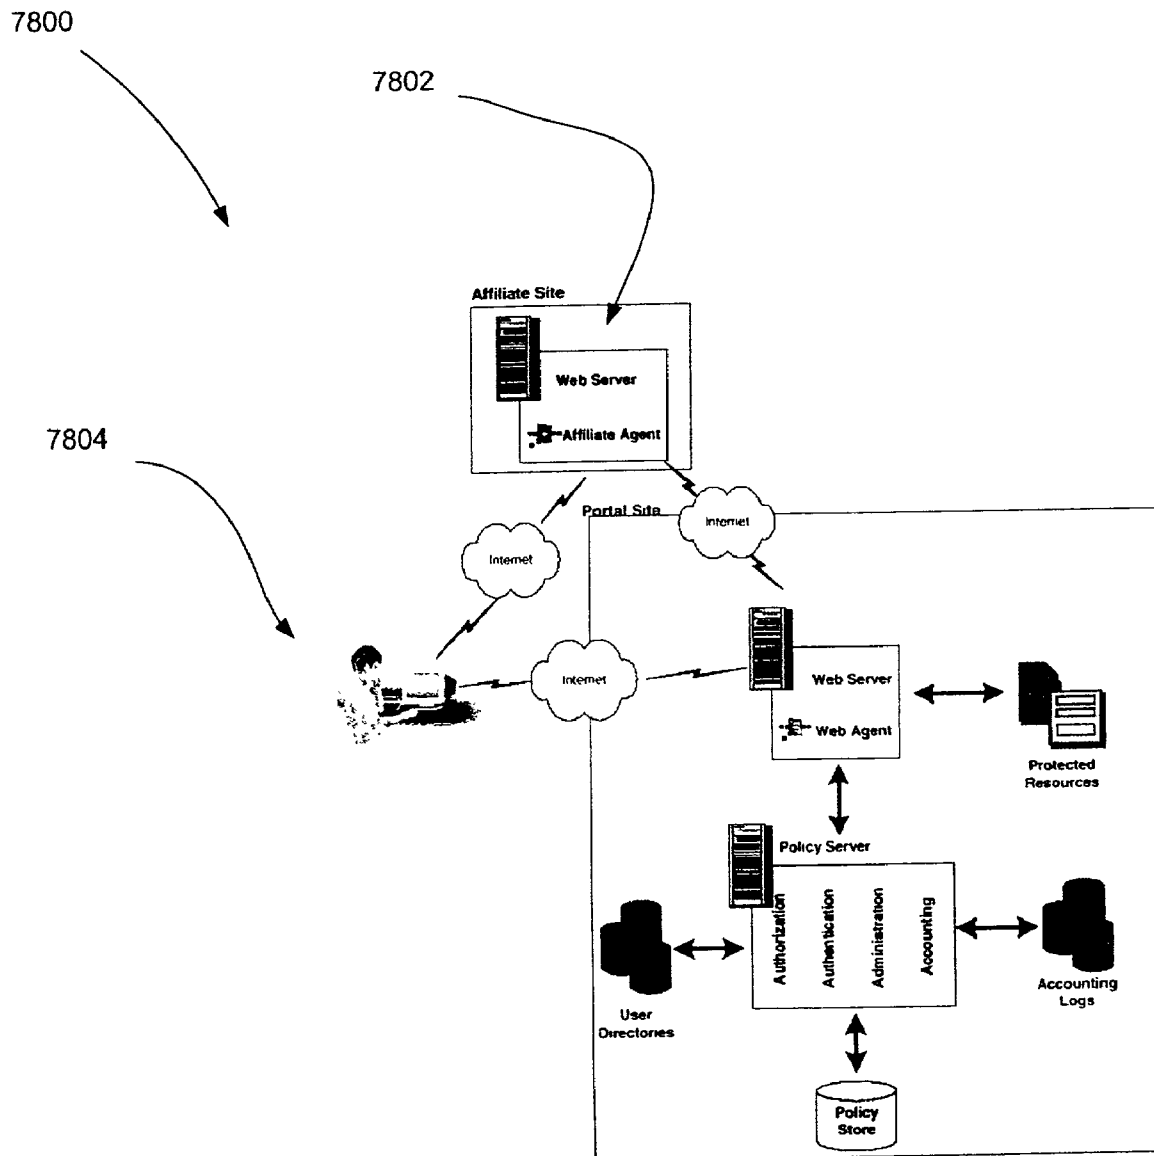 7800
7802
Affiliate Site
Web Server
Affiliate Agent
7804
Portal Site
Internet
Internet
Internet
Web Server
Web Agent
Protected
Resources
Policy Server
Authorization
Authentication
Administration
Accounting
User
Directories
Accounting
Logs
Policy
Store